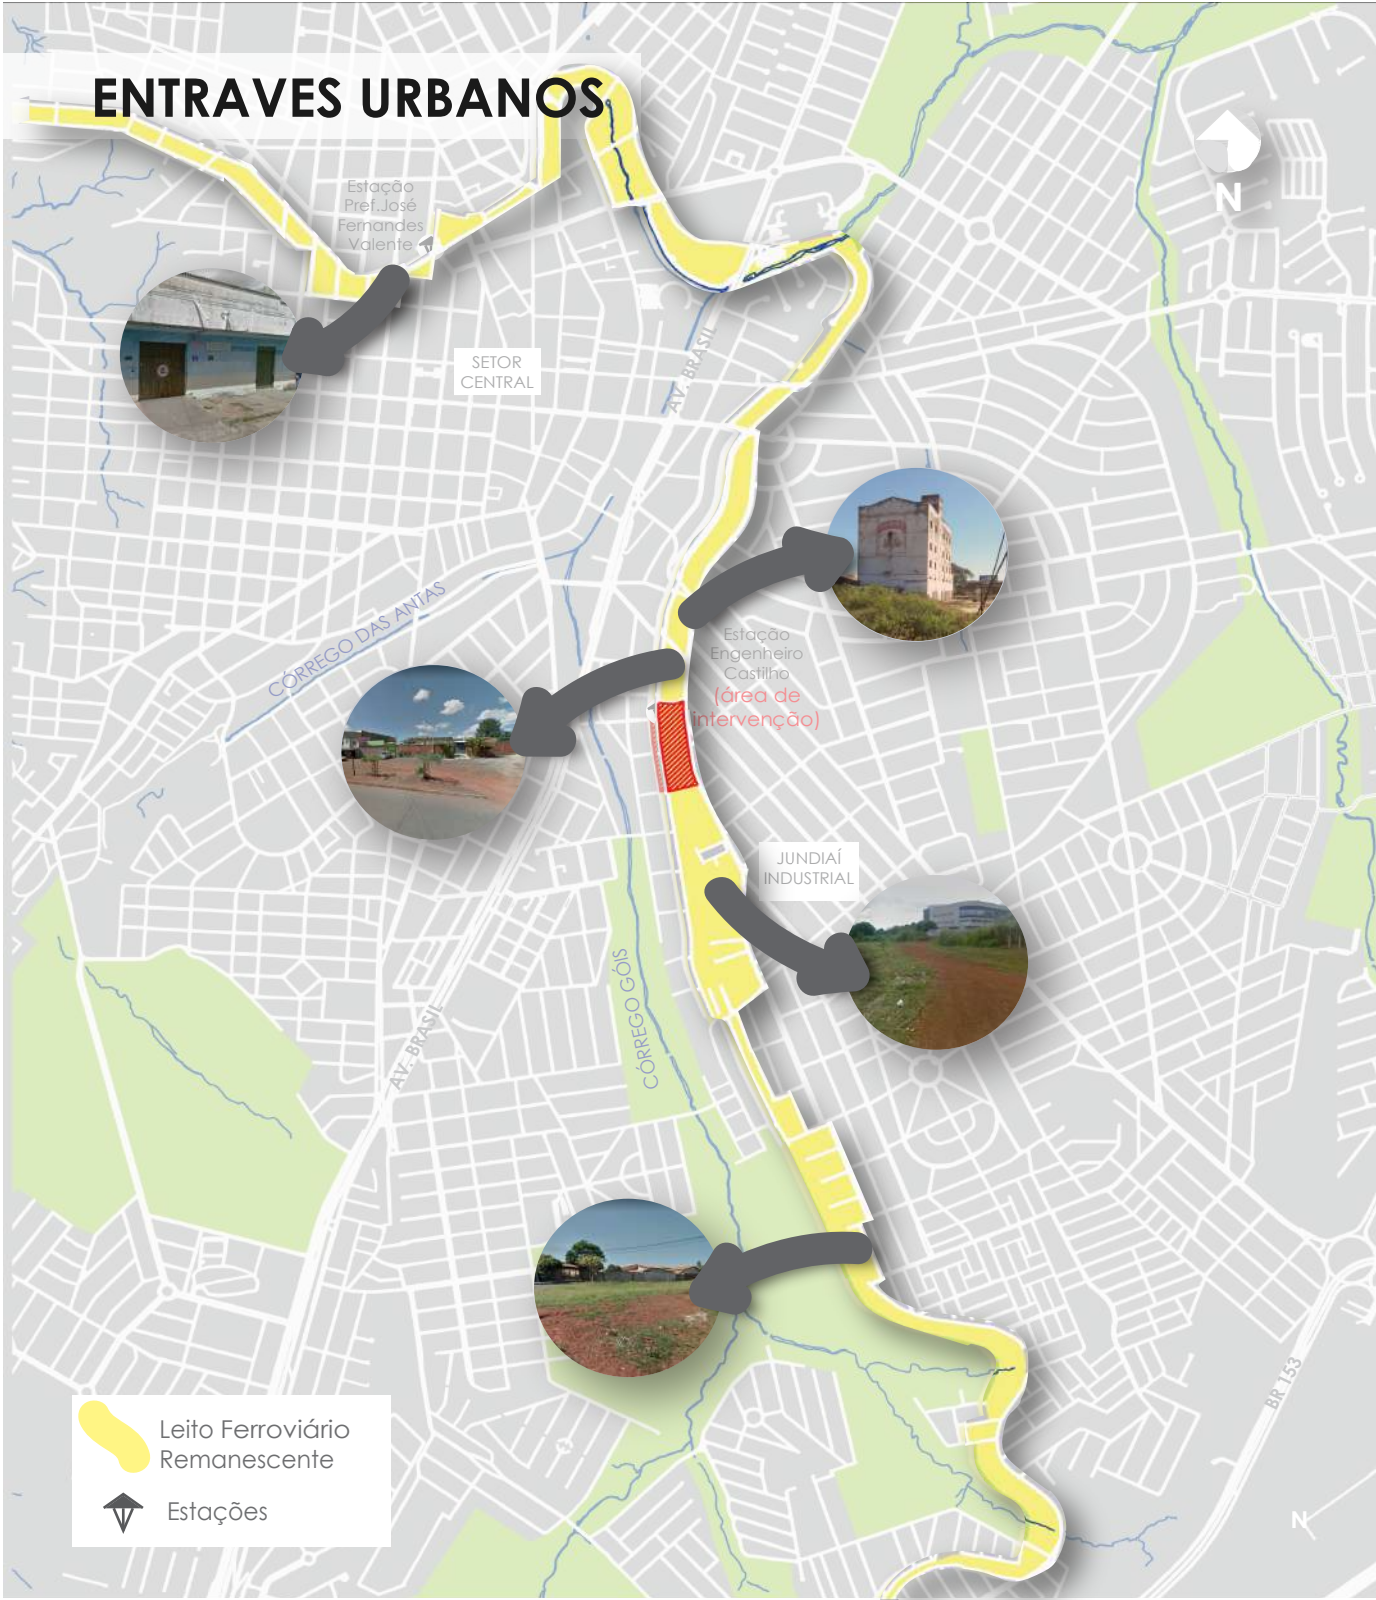 ENTRAVES URBANOS
N
Estação
Pref.José
Fernandes
Valente
SETOR
CENTRAL
AV. BRASIL
CÓRREGO DAS ANTAS
Estação
Engenheiro
Castilho
(área de
intervenção)
JUNDIAÍ
INDUSTRIAL
CÓRREGO GÓIS
AV. BRASIL
BR 153
Leito Ferroviário
Remanescente
Estações
N